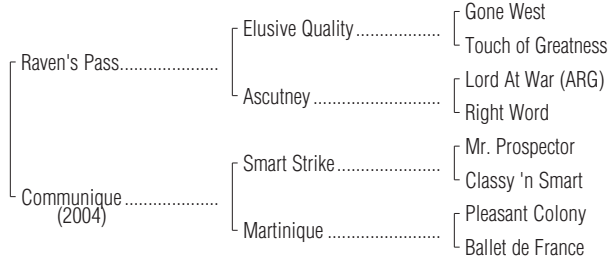 Gone West
Elusive Quality ...................
Touch of Greatness
Raven's Pass......................
Lord At War (ARG)
Ascutney .............................
Right Word
Mr. Prospector
Smart Strike .......................
Classy 'n Smart
Communique .....................
(2004)
Pleasant Colony
Martinique ..........................
Ballet de France